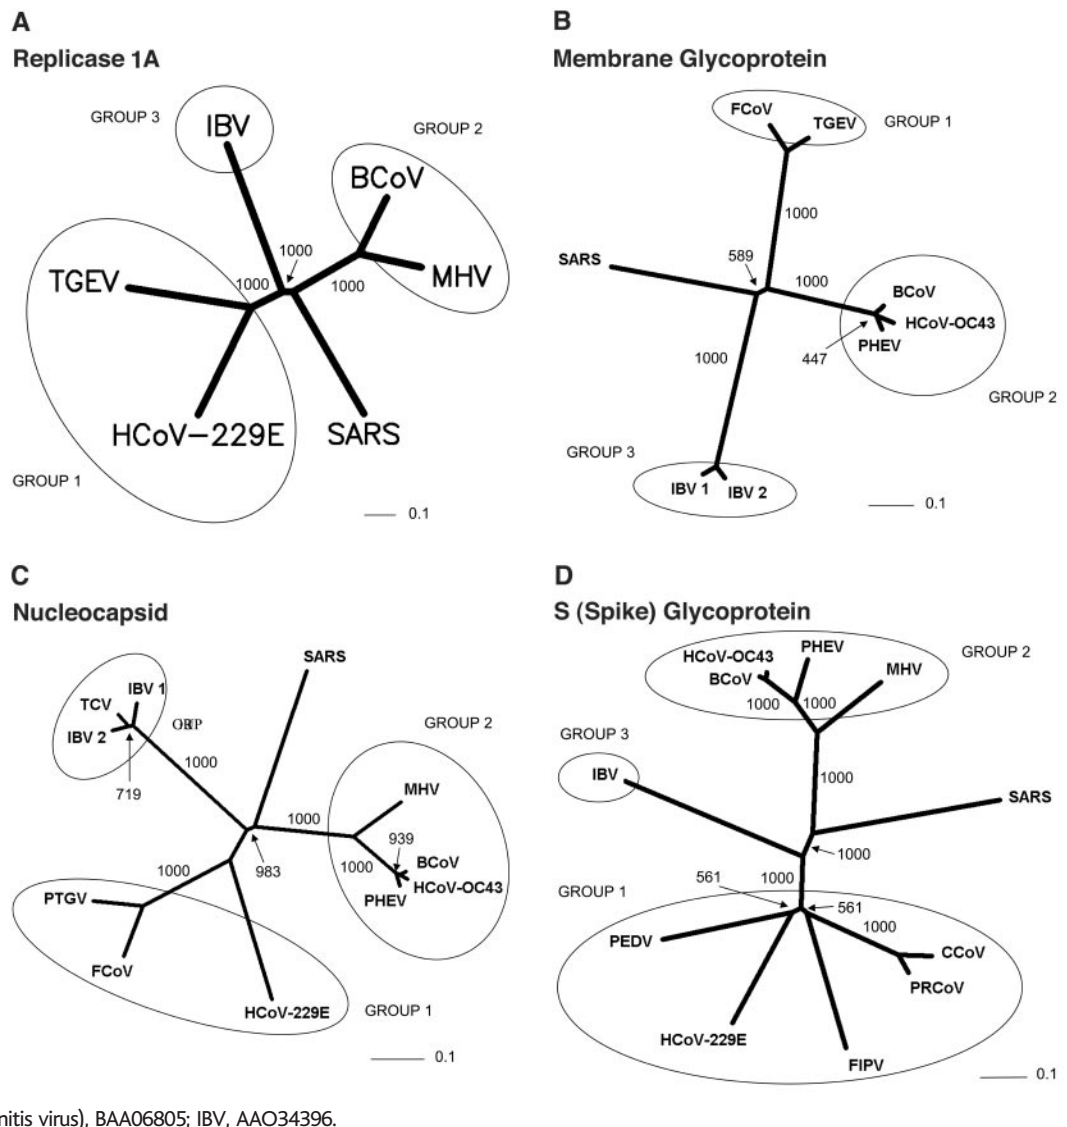 A
Replicase 1A
GROUP 3
IBV
GROUP 2
BCoV
1000
TGEV
1000
1000
MHV
HCoV-229E
SARS
GROUP 1
0.1
B
Membrane Glycoprotein
FCoV
TGEV
GROUP 1
1000
SARS
589
1000
BCoV
HCoV-OC43
PHEV
447
1000
GROUP 2
GROUP 3
IBV 1
IBV 2
0.1
C
Nucleocapsid
SARS
IBV 1
TCV
IBV 2
1000
719
GROUP 2
MHV
1000
939
1000
BCoV
HCoV-OC43
PHEV
983
1000
PTGV
FCoV
HCoV-229E
GROUP 1
0.1
D
S (Spike) Glycoprotein
PHEV
HCoV-OC43
BCoV
MHV
GROUP 2
1000
1000
GROUP 3
IBV
1000
SARS
1000
1000
561
GROUP 1
561
1000
PEDV
CCoV
PRCoV
HCoV-229E
FIPV
0.1
nitis virus), BAA06805; IBV, AAO34396.